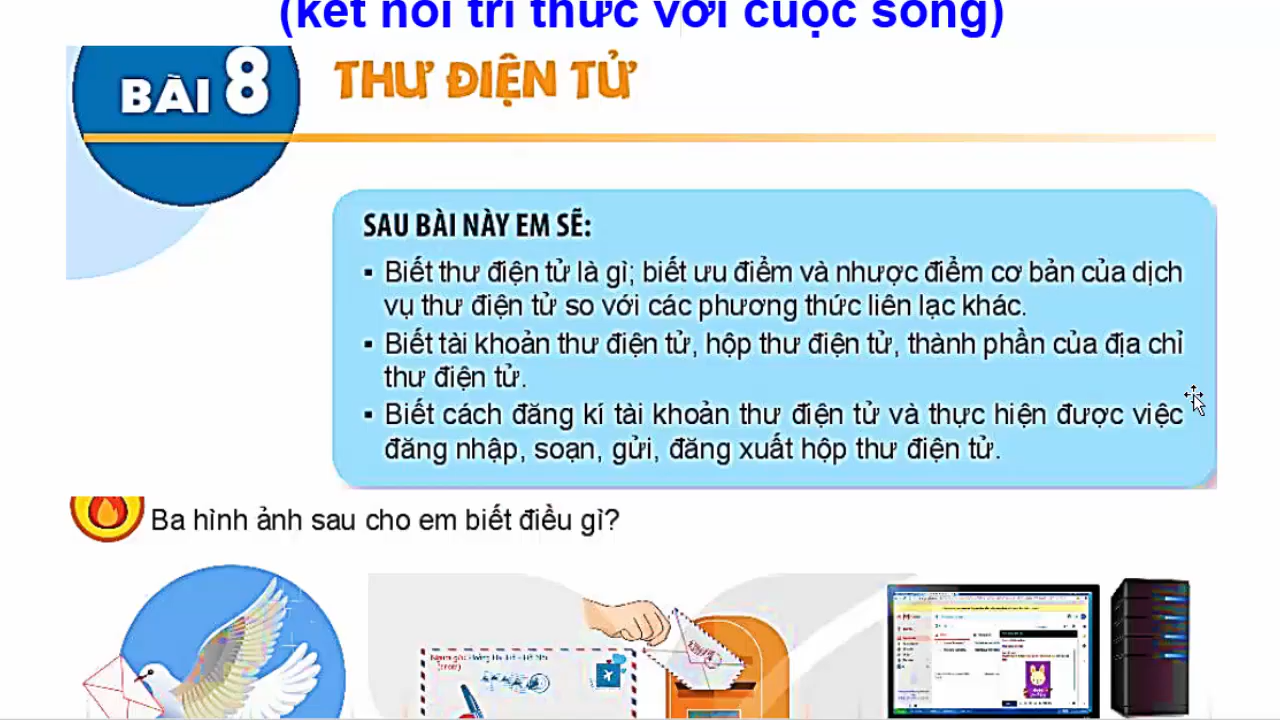 (kết nối tri thức với cuộc sống)
BÀI 8
THƯ ĐIỆN TỬ
SAU BÀI NÀY EM SẼ:
▪ Biết thư điện tử là gì; biết ưu điểm và nhược điểm cơ bản của dịch
vụ thư điện tử so với các phương thức liên lạc khác.
▪ Biết tài khoản thư điện tử, hộp thư điện tử, thành phần của địa chỉ
thư điện tử.
▪ Biết cách đăng kí tài khoản thư điện tử và thực hiện được việc
đăng nhập, soạn, gửi, đăng xuất hộp thư điện tử.
Ba hình ảnh sau cho em biết điều gì?
Người gửi: